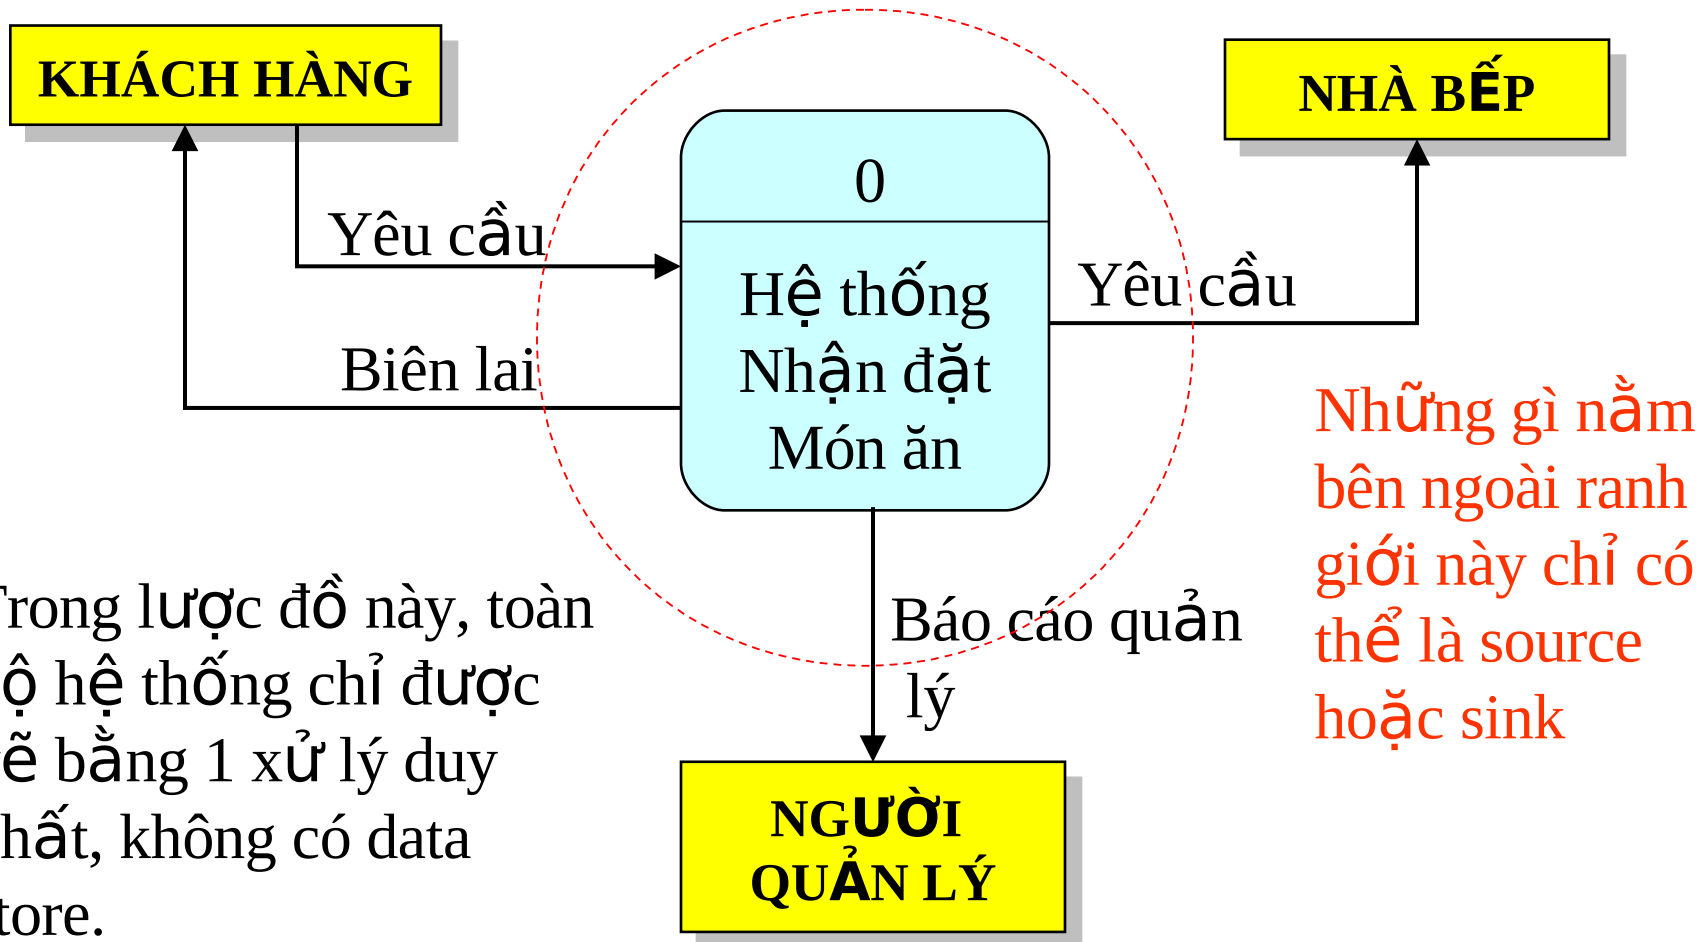 KHÁCH HÀNG
NHÀ BẾP
0
Yêu cầu
Hệ thống
Nhận đặt
Món ăn
Yêu cầu
Biên lai
Những gì nằm
bên ngoài ranh
giới này chỉ có
thể là source
hoặc sink
Báo cáo quản
lý
Trong lược đồ này, toàn
ộ hệ thống chỉ được
ẽ bằng 1 xử lý duy
hất, không có data
tore.
NGƯỜI
QUẢN LÝ